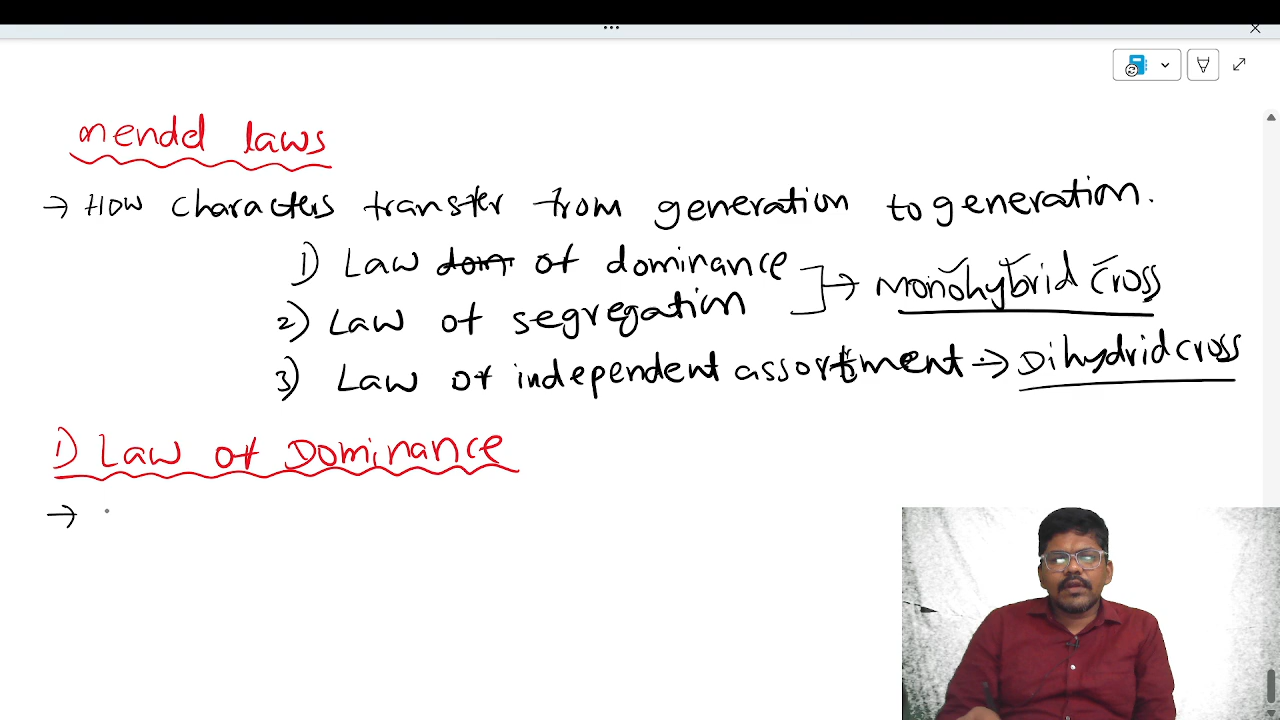 mendel laws
→ How characters transfer from generation to generation.
1) Law of dominance
2) Law of segregation → Monohybrid cross
3) Law of independent assortment → Dihydrid cross
1) Law of Dominance
→